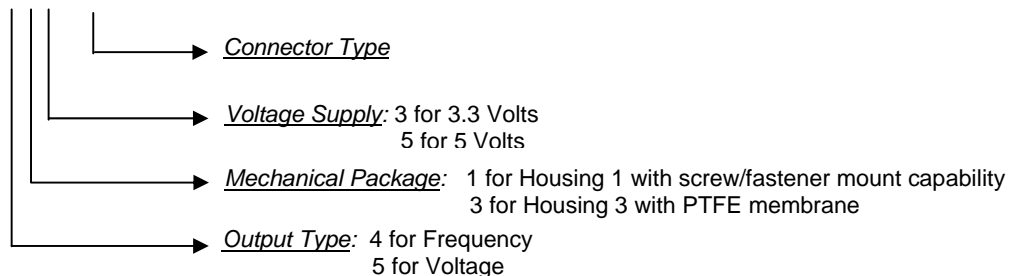 Connector Type
Voltage Supply: 3 for 3.3 Volts
5 for 5 Volts
Mechanical Package: 1 for Housing 1 with screw/fastener mount capability
3 for Housing 3 with PTFE membrane
Output Type: 4 for Frequency
5 for Voltage